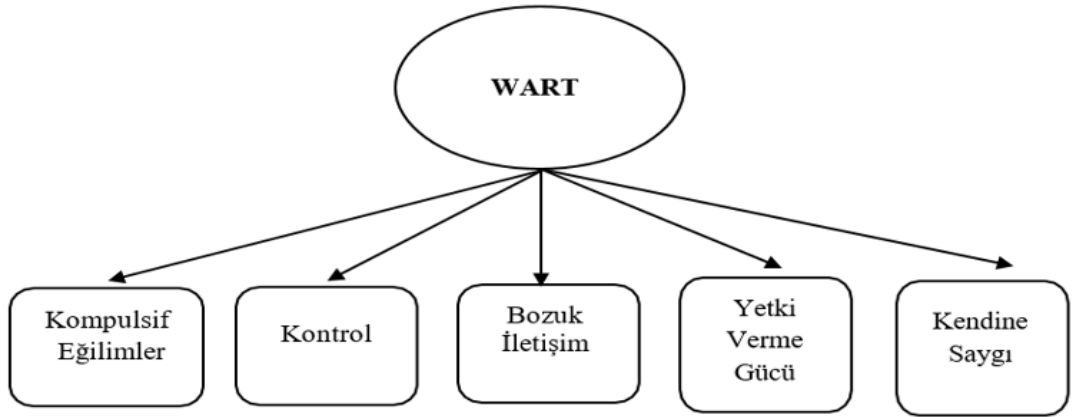 WART
Kompulsif
Eğilimler
Kontrol
Bozuk
İletişim
Yetki
Verme
Gücü
Kendine
Saygı